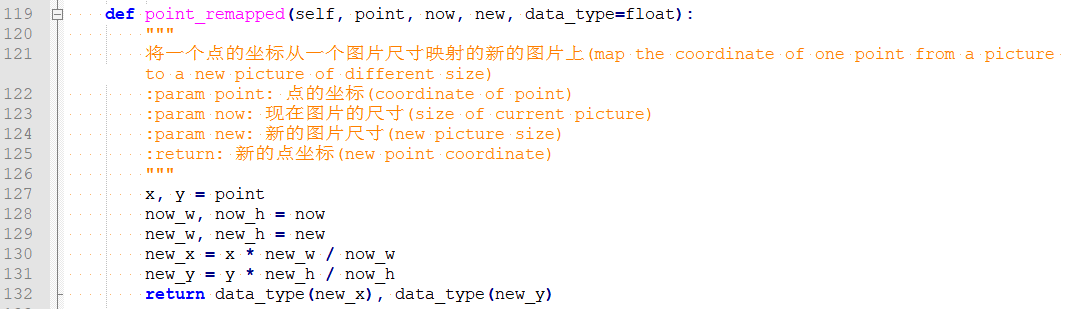 119 def point_remapped(self, point, now, new, data_type=float):
120 """
121 将一个点的坐标从一个图片尺寸映射的新的图片上(map the coordinate of one point from a picture
to a new picture of different size)
122 :param point: 点的坐标(coordinate of point)
123 :param now: 现在图片的尺寸(size of current picture)
124 :param new: 新的图片尺寸(new picture size)
125 :return: 新的点坐标(new point coordinate)
126 """
127 x, y = point
128 now_w, now_h = now
129 new_w, new_h = new
130 new_x = x * new_w / now_w
131 new_y = y * new_h / now_h
132 return data_type(new_x), data_type(new_y)